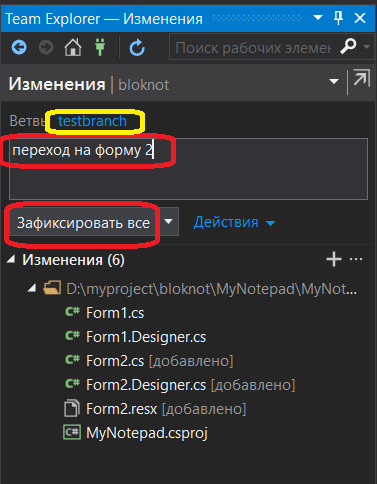 Team Explorer — Изменения
Поиск рабочих элемен
Изменения | bloknot
Ветвь: testbranch
переход на форму 2
Зафиксировать все
Действия
Изменения (6)
D:\myproject\bloknot\MyNotepad\MyNot...
Form1.cs
Form1.Designer.cs
Form2.cs [добавлено]
Form2.Designer.cs [добавлено]
Form2.resx [добавлено]
MyNotepad.csproj